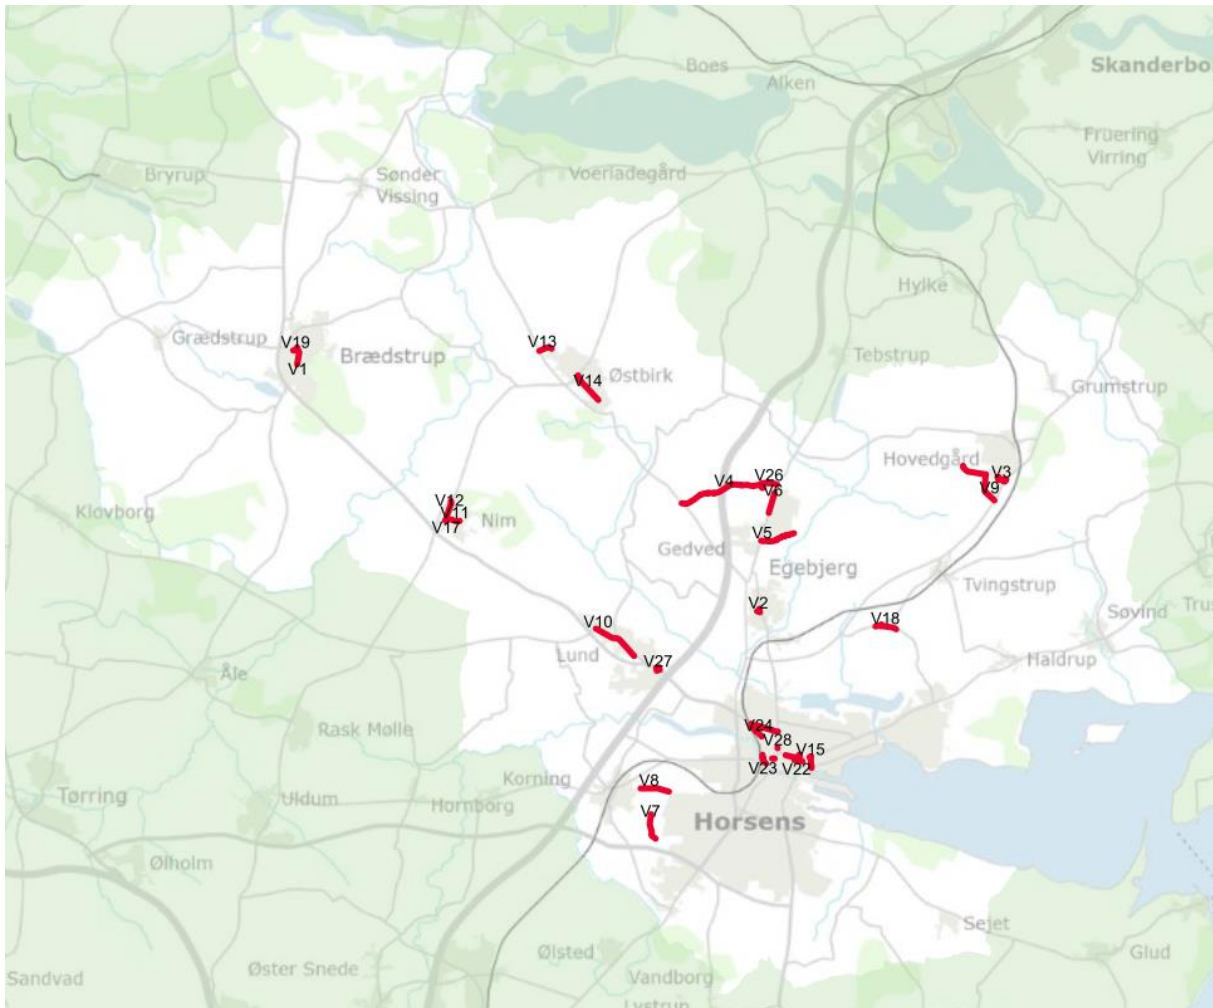 Boes
Skanderbo
Alken
Fruering
Virring
Bryrup
Sønder
Vissing
Voerladegård
Hylke
Grædstrup
V19
V1
Brædstrup
V13
Østbirk
V14
Tebstrup
Grumstrup
Hovedgård
V3
V9
V4
V26
V6
Klovborg
V12
V11
V17
Nim
V5
Gedved
Egebjerg
Tvingstrup
V2
V18
Søvind
Trus
V10
Lund
V27
Haldrup
Åle
Rask Mølle
V24
V28
V15
V23
V22
Korning
V8
Tørring
Uldum
Hornborg
V7
Horsens
Ølholm
Sejet
Ølsted
Glud
Sandvad
Øster Snede
Vandborg
Lystrup